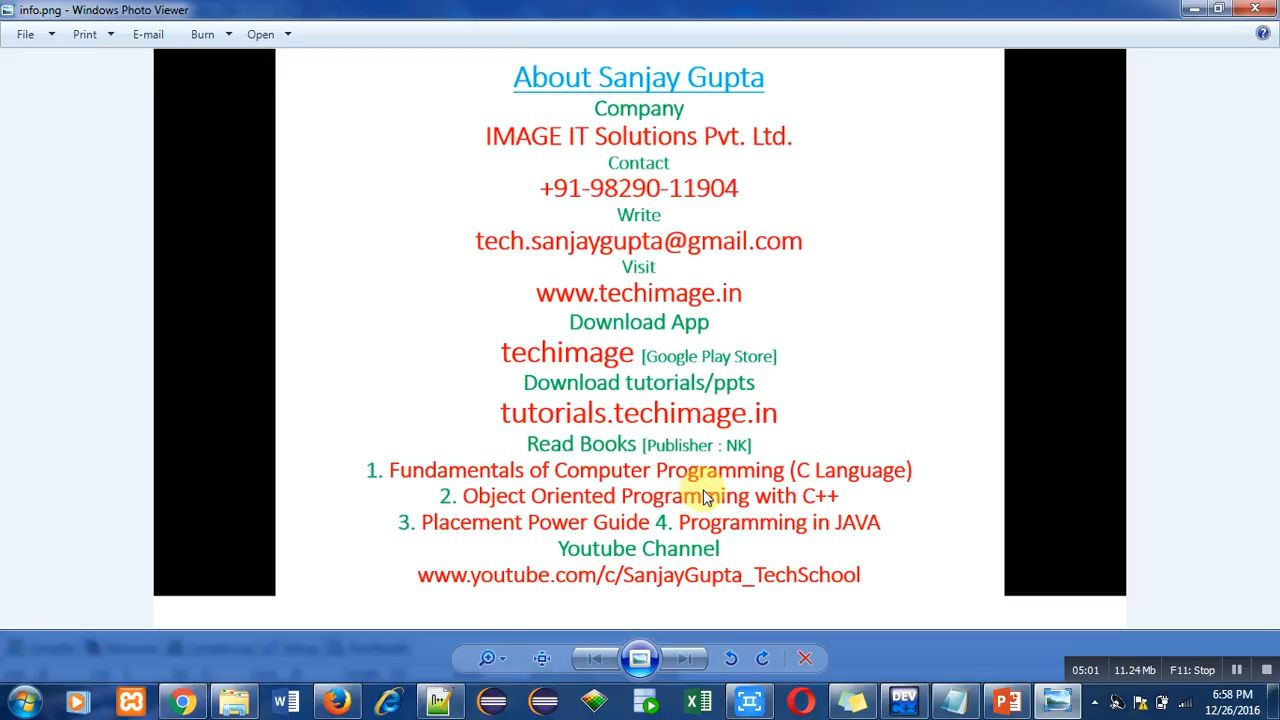 info.png - Windows Photo Viewer
File Print E-mail Burn Open
About Sanjay Gupta
Company
IMAGE IT Solutions Pvt. Ltd.
Contact
+91-98290-11904
Write
tech.sanjaygupta@gmail.com
Visit
www.techimage.in
Download App
techimage [Google Play Store]
Download tutorials/ppts
tutorials.techimage.in
Read Books [Publisher : NK]
1. Fundamentals of Computer Programming (C Language)
2. Object Oriented Programming with C++
3. Placement Power Guide 4. Programming in JAVA
Youtube Channel
www.youtube.com/c/SanjayGupta_TechSchool
05:01 11.24 Mb F11: Stop
DEV
6:58 PM
12/26/2016